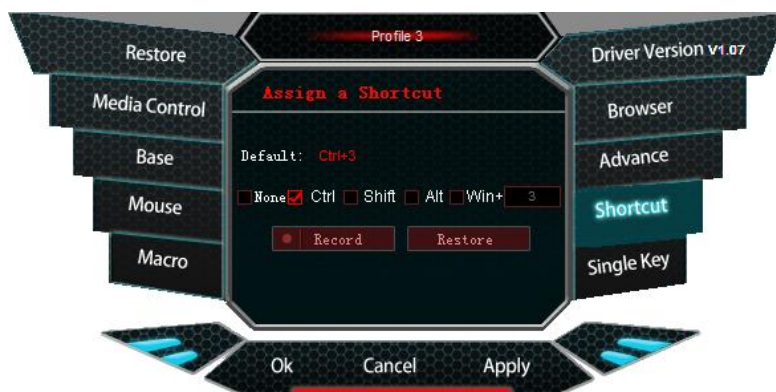 Profile 3
Restore
Media Control
Base
Mouse
Macro
Assign a Shortcut
Default: Ctrl+3
None Ctrl Shift Alt Win+ 3
Record Restore
Driver Version V1.07
Browser
Advance
Shortcut
Single Key
Ok Cancel Apply